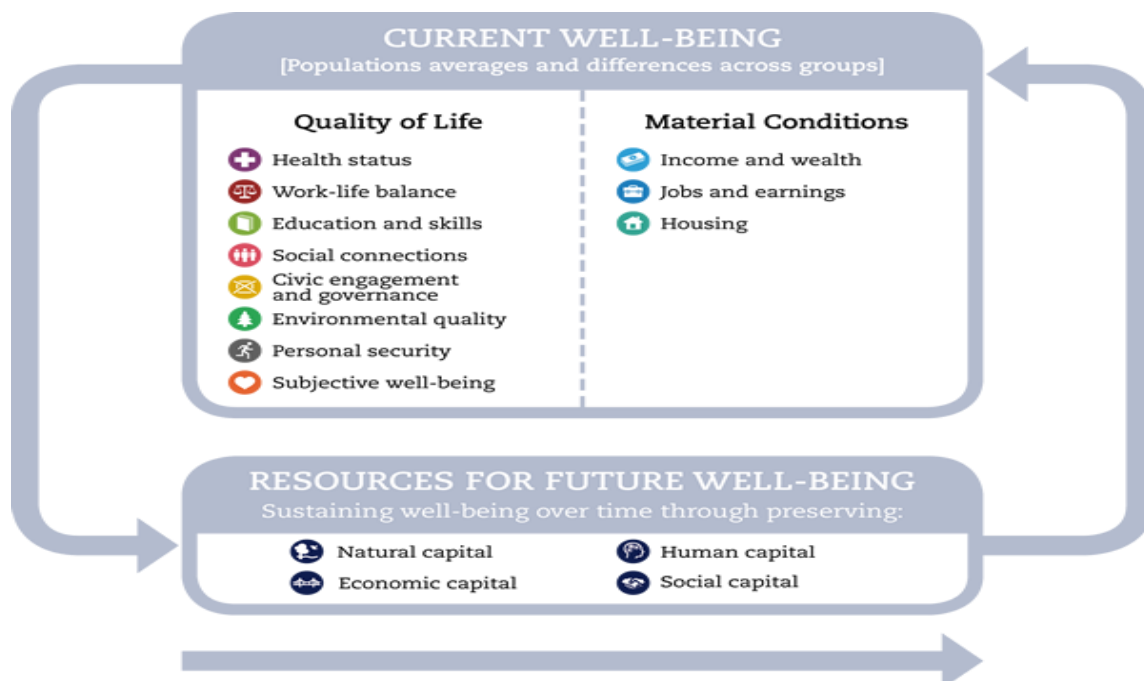 CURRENT WELL-BEING
[Populations averages and differences across groups]
Quality of Life
Health status
Work-life balance
Education and skills
Social connections
Civic engagement
and governance
Environmental quality
Personal security
Subjective well-being
Material Conditions
Income and wealth
Jobs and earnings
Housing
RESOURCES FOR FUTURE WELL-BEING
Sustaining well-being over time through preserving:
Natural capital
Economic capital
Human capital
Social capital